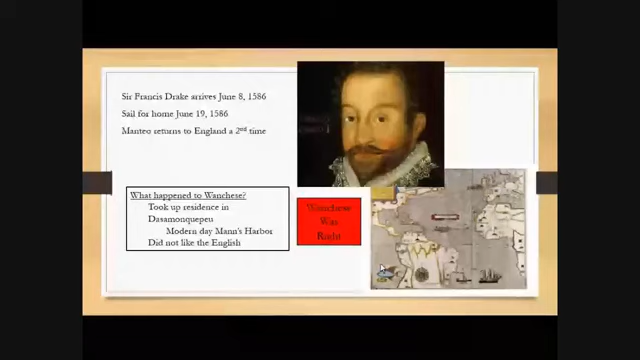 Sir Francis Drake arrives June 8, 1586
Sail for home June 19, 1586
Manteo returns to England a 2nd time
What happened to Wanchese?
Took up residence in
Dasamonquepeu
Modern day Mann's Harbor
Did not like the English
Wanchese
Was
Right